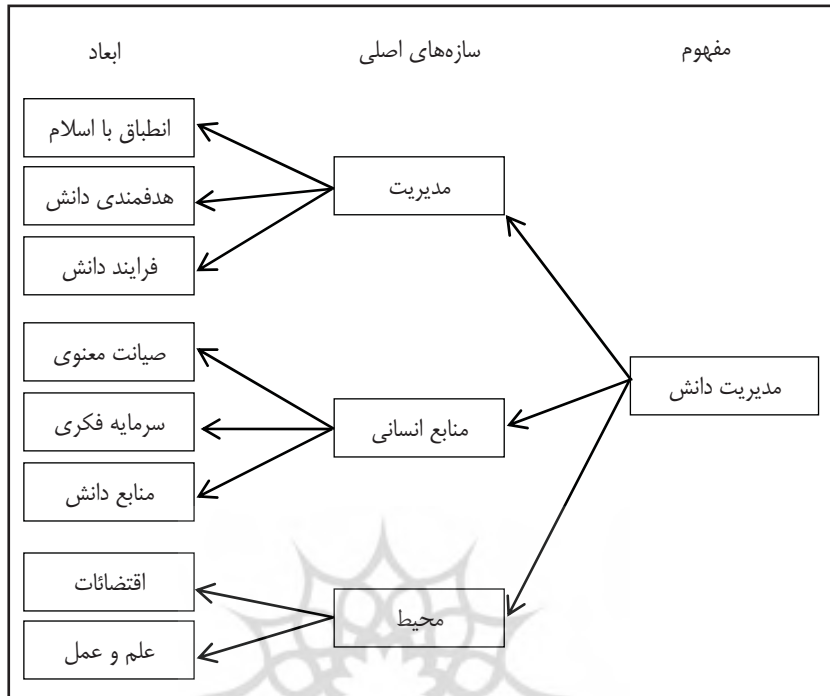 مفهوم
سازه‌های اصلی
ابعاد
مدیریت دانش
مدیریت
انطباق با اسلام
هدفمندی دانش
فرایند دانش
منابع انسانی
صیانت معنوی
سرمایه فکری
منابع دانش
محیط
اقتضائات
علم و عمل